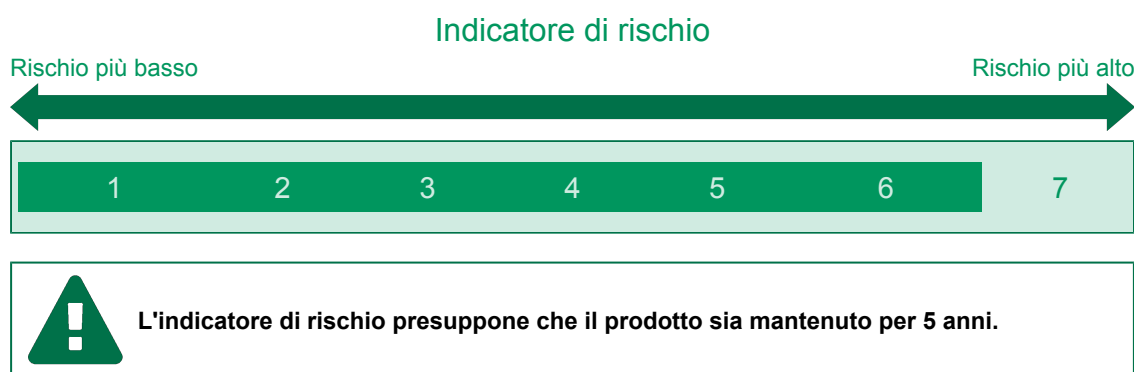 Indicatore di rischio
Rischio più basso Rischio più alto
1 2 3 4 5 6 7
L'indicatore di rischio presuppone che il prodotto sia mantenuto per 5 anni.